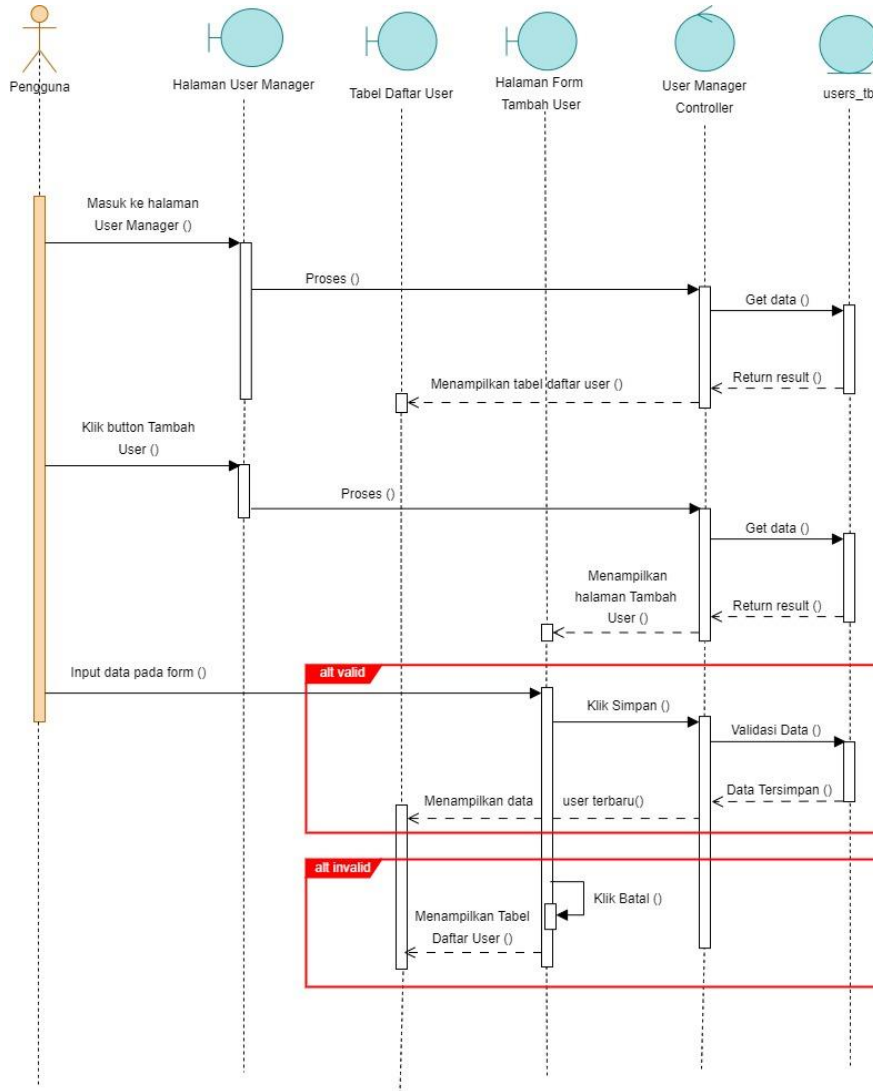 Pengguna
Halaman User Manager
Tabel Daftar User
Halaman Form
Tambah User
User Manager
Controller
users_tb
Masuk ke halaman
User Manager ()
Proses ()
Get data ()
Return result ()
Menampilkan tabel daftar user ()
Klik button Tambah
User ()
Proses ()
Get data ()
Menampilkan
halaman Tambah
User ()
Return result ()
alt valid
Input data pada form ()
Klik Simpan ()
Validasi Data ()
Data Tersimpan ()
Menampilkan data user terbaru()
alt invalid
Klik Batal ()
Menampilkan Tabel
Daftar User ()